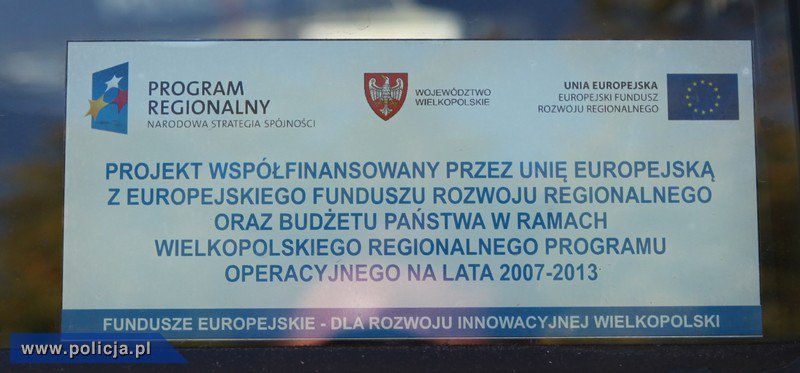 PROGRAM
REGIONALNY
NARODOWA STRATEGIA SPÓJNOŚCI
WOJEWÓDZTWO
WIELKOPOLSKIE
UNIA EUROPEJSKA
EUROPEJSKI FUNDUSZ
ROZWOJU REGIONALNEGO
PROJEKT WSPÓŁFINANSOWANY PRZEZ UNIĘ EUROPEJSKĄ
Z EUROPEJSKIEGO FUNDUSZU ROZWOJU REGIONALNEGO
ORAZ BUDŻETU PAŃSTWA W RAMACH
WIELKOPOLSKIEGO REGIONALNEGO PROGRAMU
OPERACYJNEGO NA LATA 2007-2013
FUNDUSZE EUROPEJSKIE - DLA ROZWOJU INNOWACYJNEJ WIELKOPOLSKI
www.policja.pl